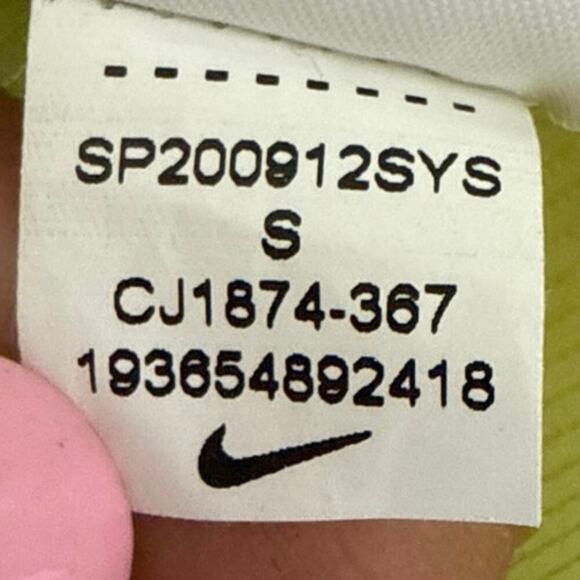 --------
SP200912SYS
S
CJ1874-367
193654892418